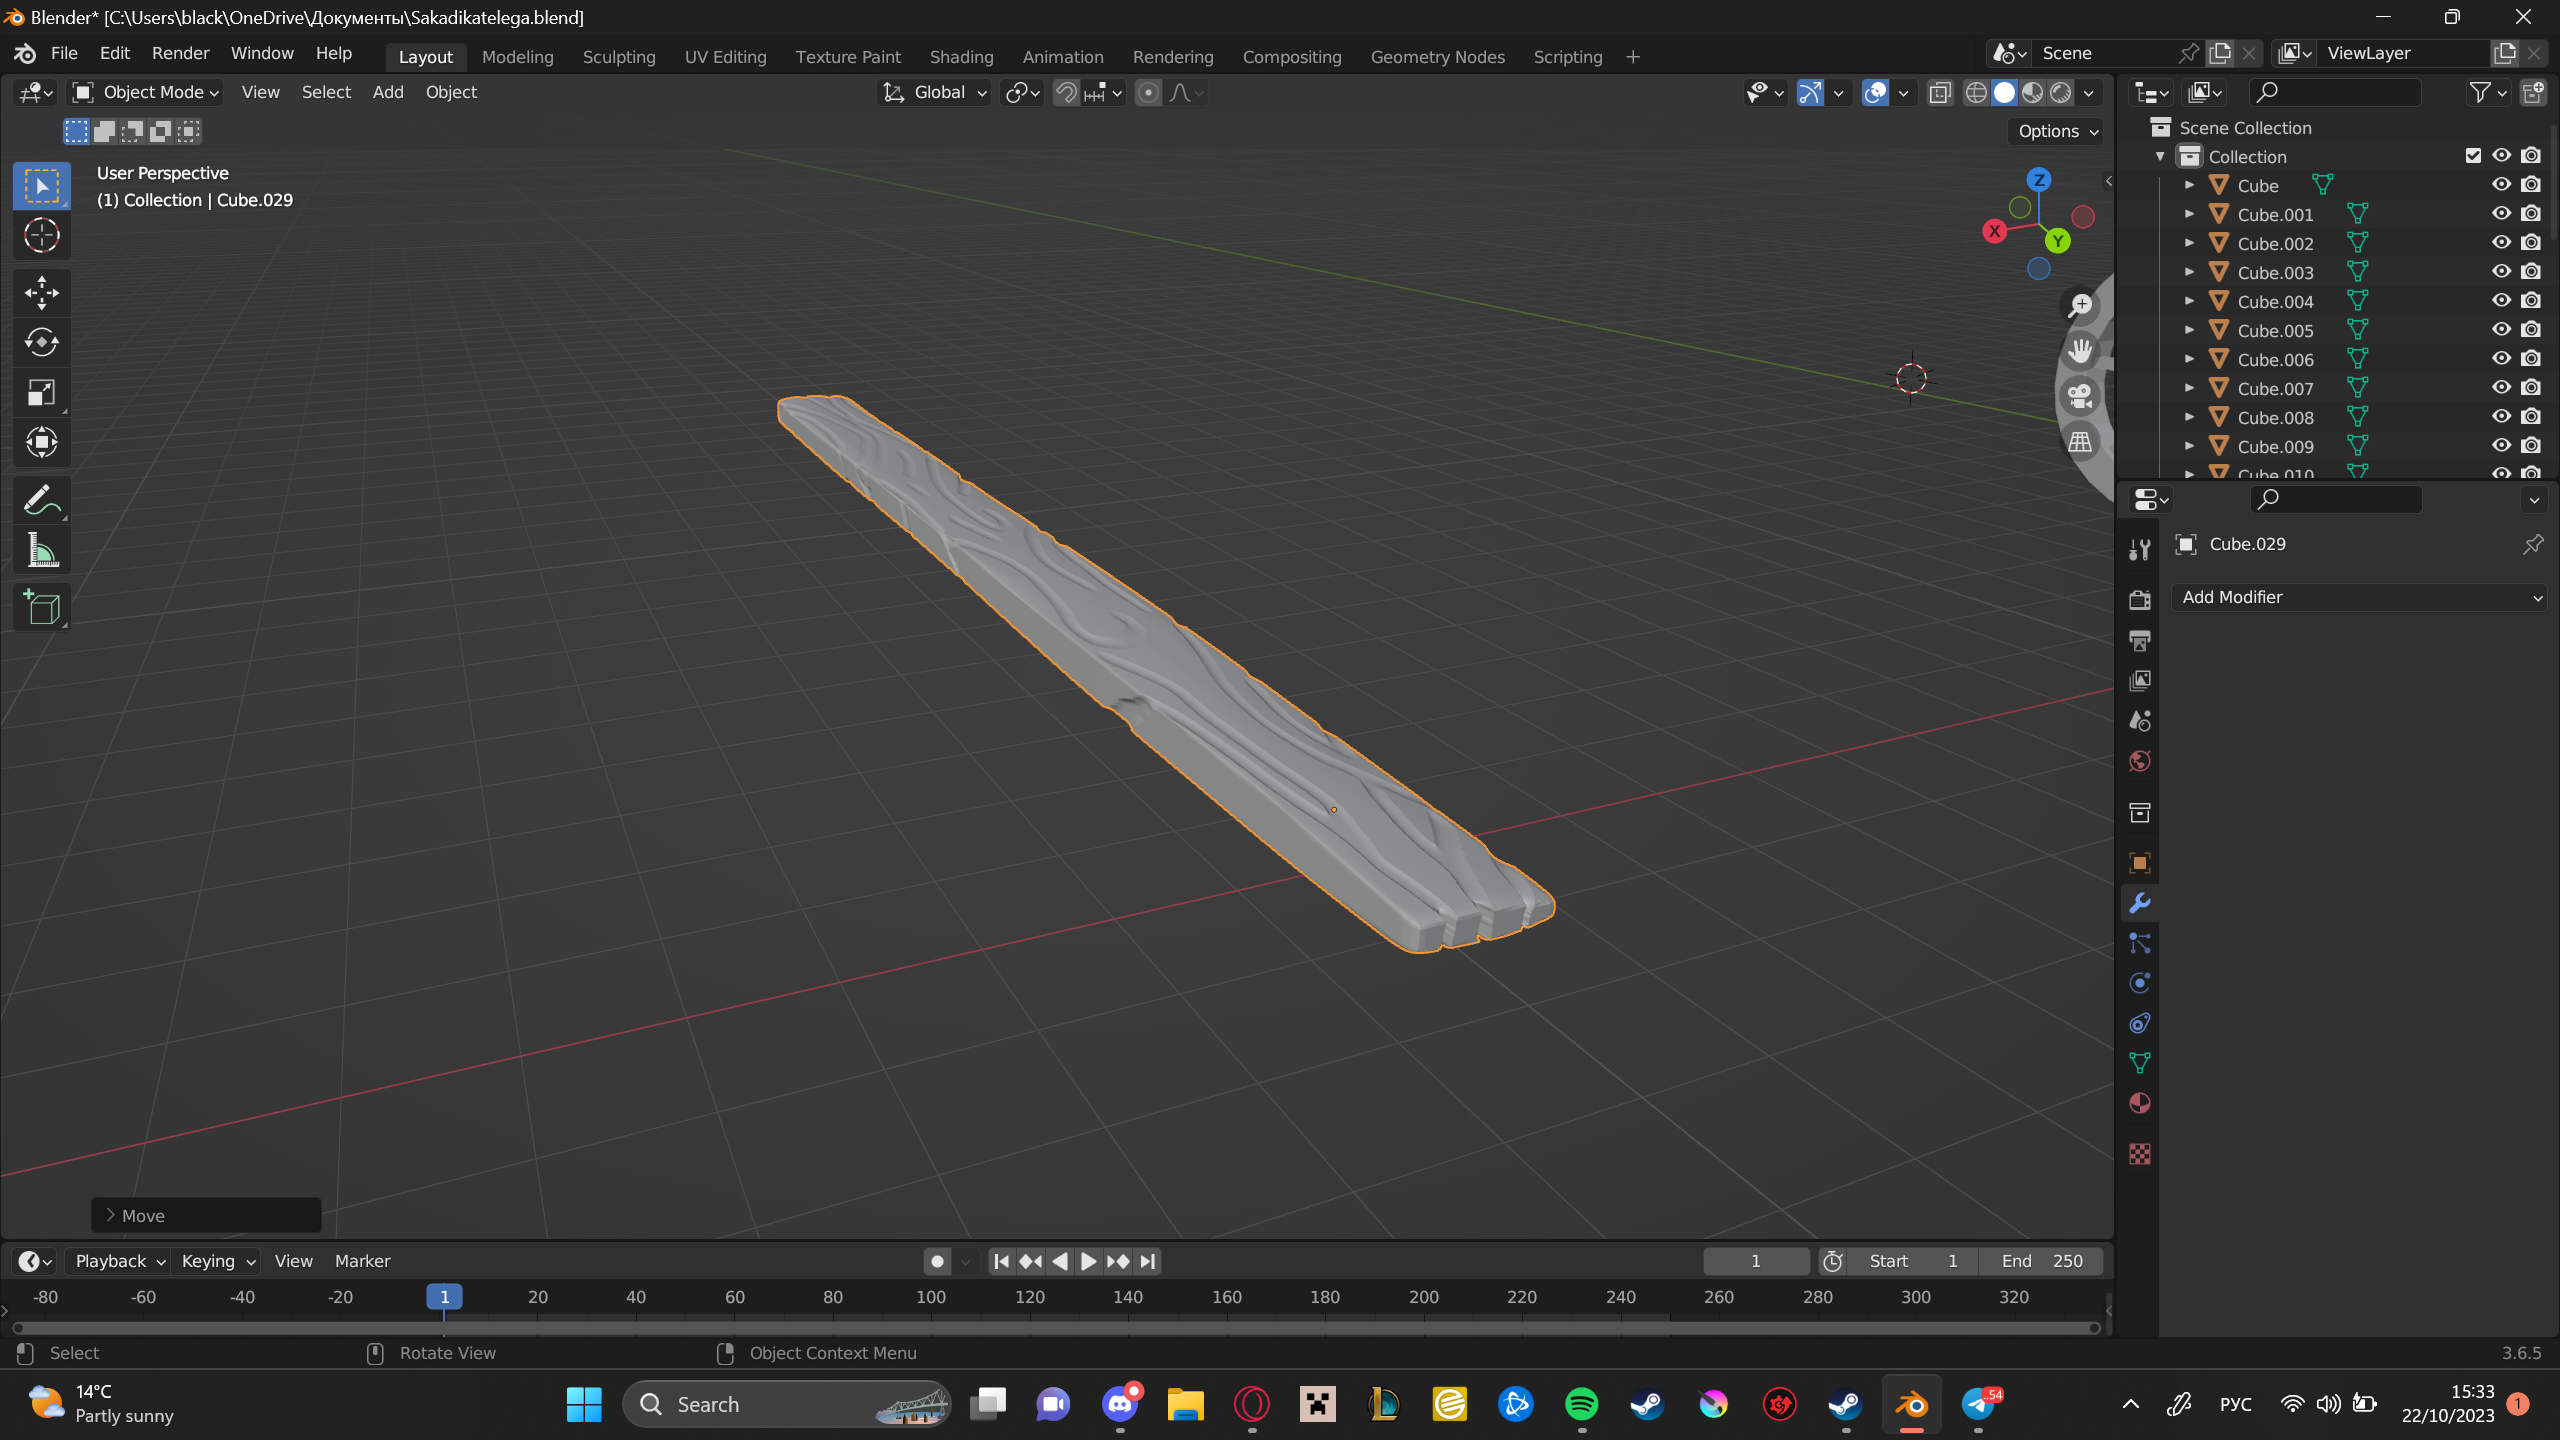 Blender* [C:\Users\black\OneDrive\Документы\Sakadikatelega.blend]
File Edit Render Window Help Layout Modeling Sculpting UV Editing Texture Paint Shading Animation Rendering Compositing Geometry Nodes Scripting + Scene ViewLayer
Object Mode View Select Add Object Global
Options
User Perspective
(1) Collection | Cube.029
Z
X
Y
Scene Collection
Collection
Cube
Cube.001
Cube.002
Cube.003
Cube.004
Cube.005
Cube.006
Cube.007
Cube.008
Cube.009
Cube.010
Cube.029
Add Modifier
Move
Playback Keying View Marker 1 Start 1 End 250
-80 -60 -40 -20 1 20 40 60 80 100 120 140 160 180 200 220 240 260 280 300 320
Select Rotate View Object Context Menu 3.6.5
14°C
Partly sunny
Search
54
РУС
15:33
22/10/2023
1